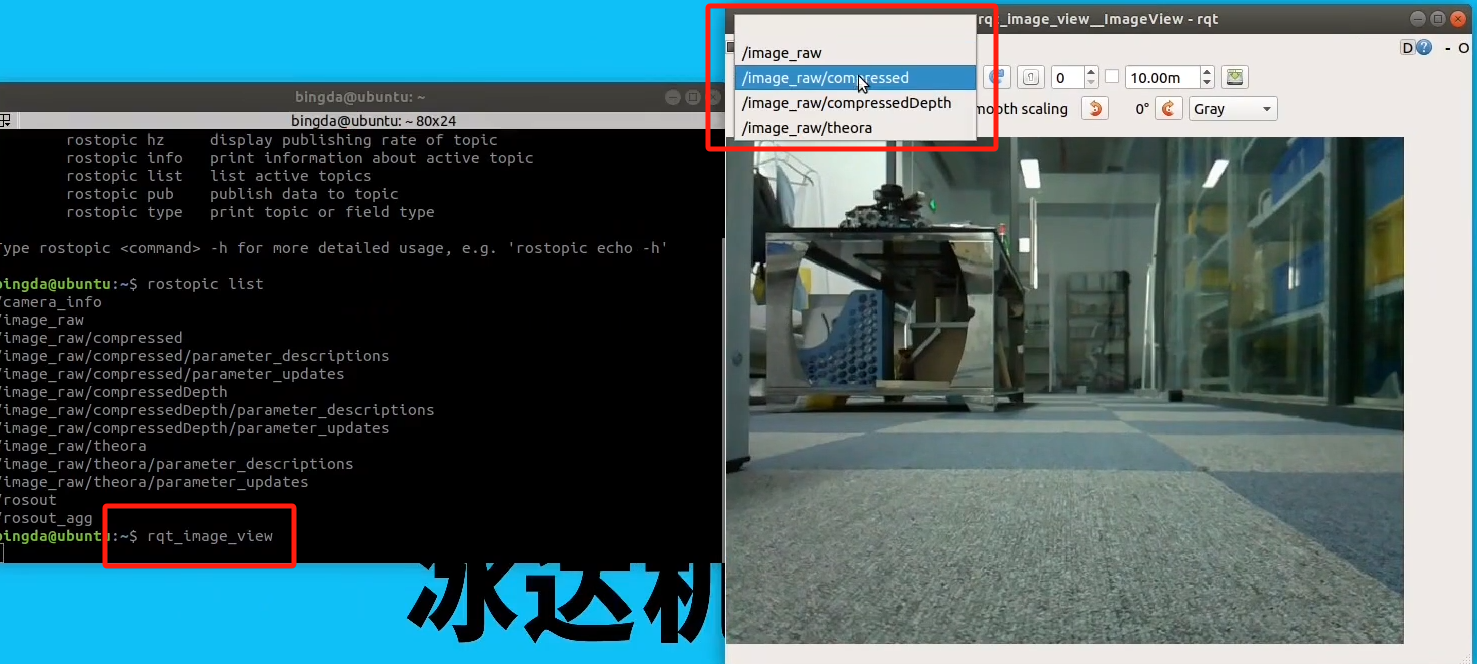 bingda@ubuntu: ~
bingda@ubuntu: ~ 80x24
rostopic hz display publishing rate of topic
rostopic info print information about active topic
rostopic list list active topics
rostopic pub publish data to topic
rostopic type print topic or field type
Type rostopic <command> -h for more detailed usage, e.g. 'rostopic echo -h'
bingda@ubuntu:~$ rostopic list
/camera_info
/image_raw
/image_raw/compressed
/image_raw/compressed/parameter_descriptions
/image_raw/compressed/parameter_updates
/image_raw/compressedDepth
/image_raw/compressedDepth/parameter_descriptions
/image_raw/compressedDepth/parameter_updates
/image_raw/theora
/image_raw/theora/parameter_descriptions
/image_raw/theora/parameter_updates
/rosout
/rosout_agg
bingda@ubuntu:~$ rqt_image_view
冰达机
rqt_image_view__ImageView - rqt
D ? - O
/image_raw
/image_raw/compressed
/image_raw/compressedDepth
/image_raw/theora
0 10.00m
mooth scaling 0° Gray